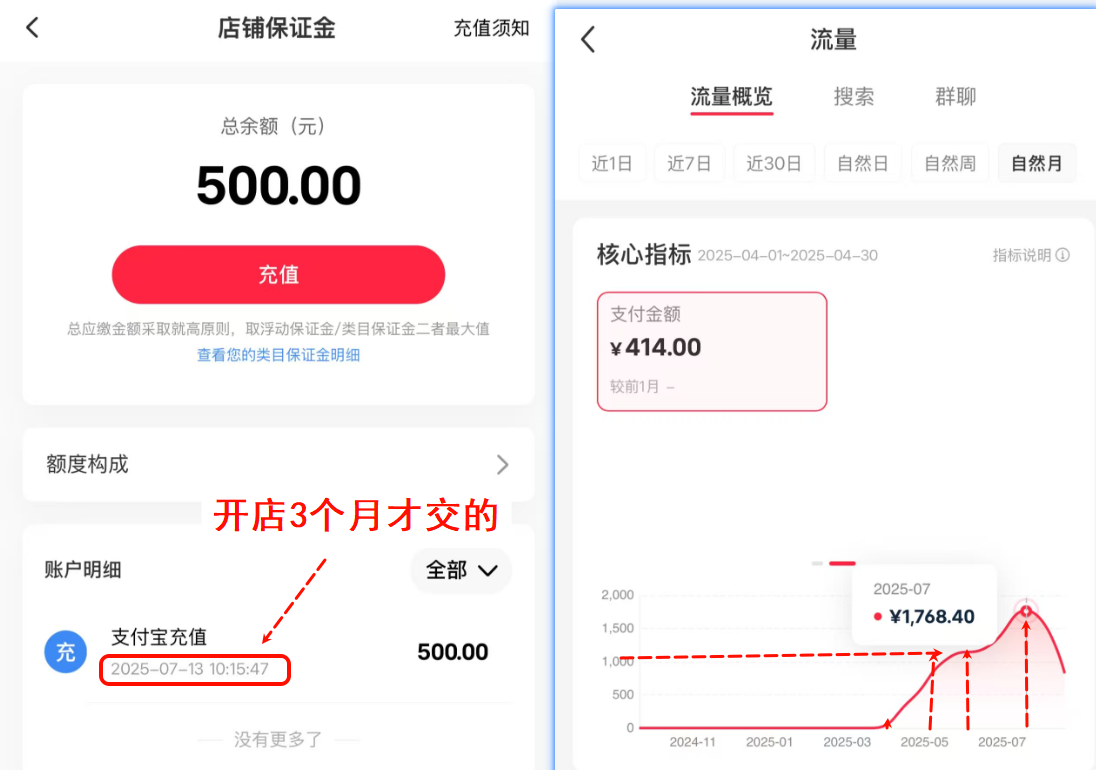 店铺保证金
充值须知
总余额（元）
500.00
充值
总应缴金额采取就高原则，取浮动保证金/类目保证金二者最大值
查看您的类目保证金明细
额度构成
开店3个月才交的
账户明细
全部
充
支付宝充值
500.00
2025-07-13 10:15:47
没有更多了
流量
流量概览
搜索
群聊
近1日
近7日
近30日
自然日
自然周
自然月
核心指标
2025-04-01~2025-04-30
指标说明
支付金额
¥414.00
较前1月 -
2025-07
¥1,768.40
2,000
1,500
1,000
500
0
2024-11
2025-01
2025-03
2025-05
2025-07